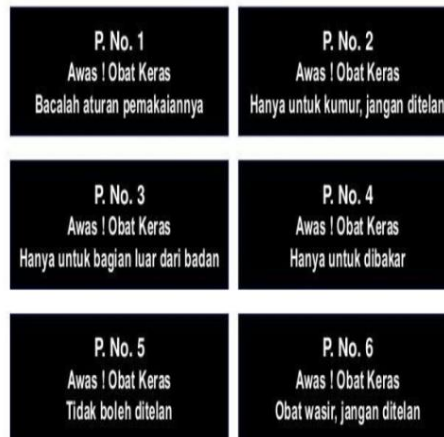 P. No. 1
Awas ! Obat Keras
Bacalah aturan pemakaiannya
P. No. 2
Awas ! Obat Keras
Hanya untuk kumur, jangan ditelan
P. No. 3
Awas ! Obat Keras
Hanya untuk bagian luar dari badan
P. No. 4
Awas ! Obat Keras
Hanya untuk dibakar
P. No. 5
Awas ! Obat Keras
Tidak boleh ditelan
P. No. 6
Awas ! Obat Keras
Obat wasir, jangan ditelan